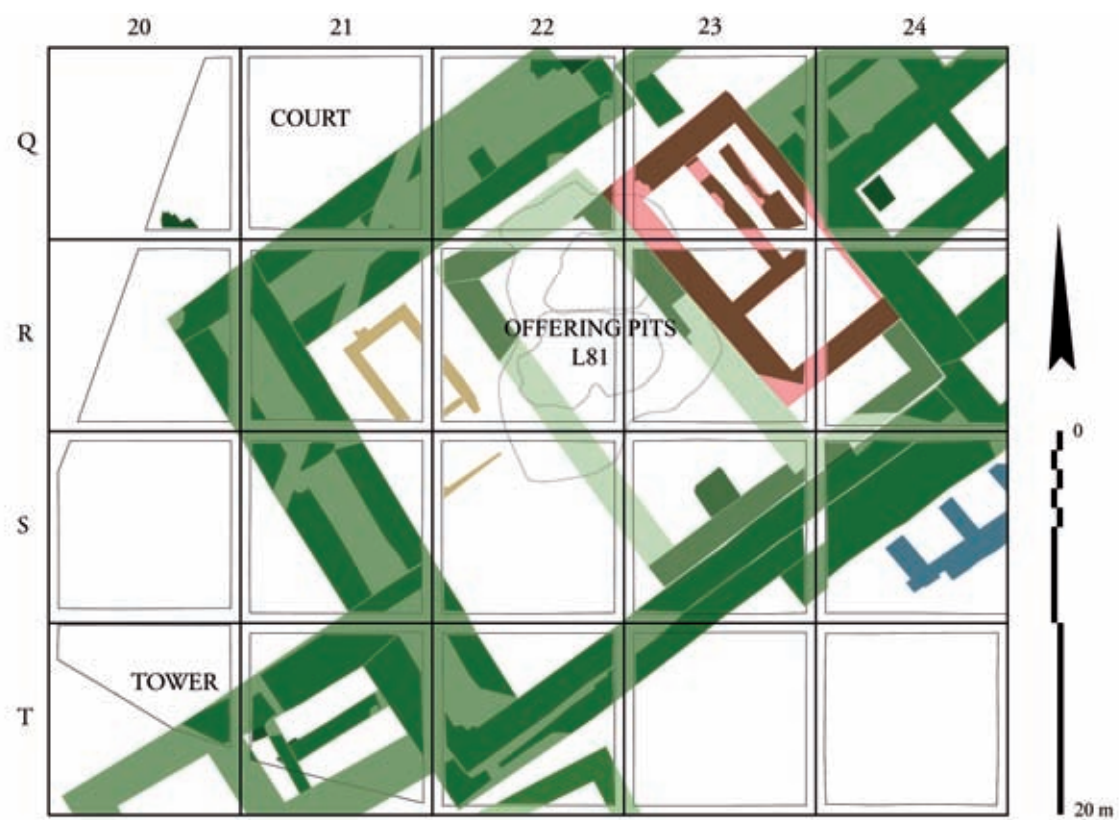 20 21 22 23 24
Q
COURT
R
OFFERING PITS
L81
0
S
TOWER
T
20 m